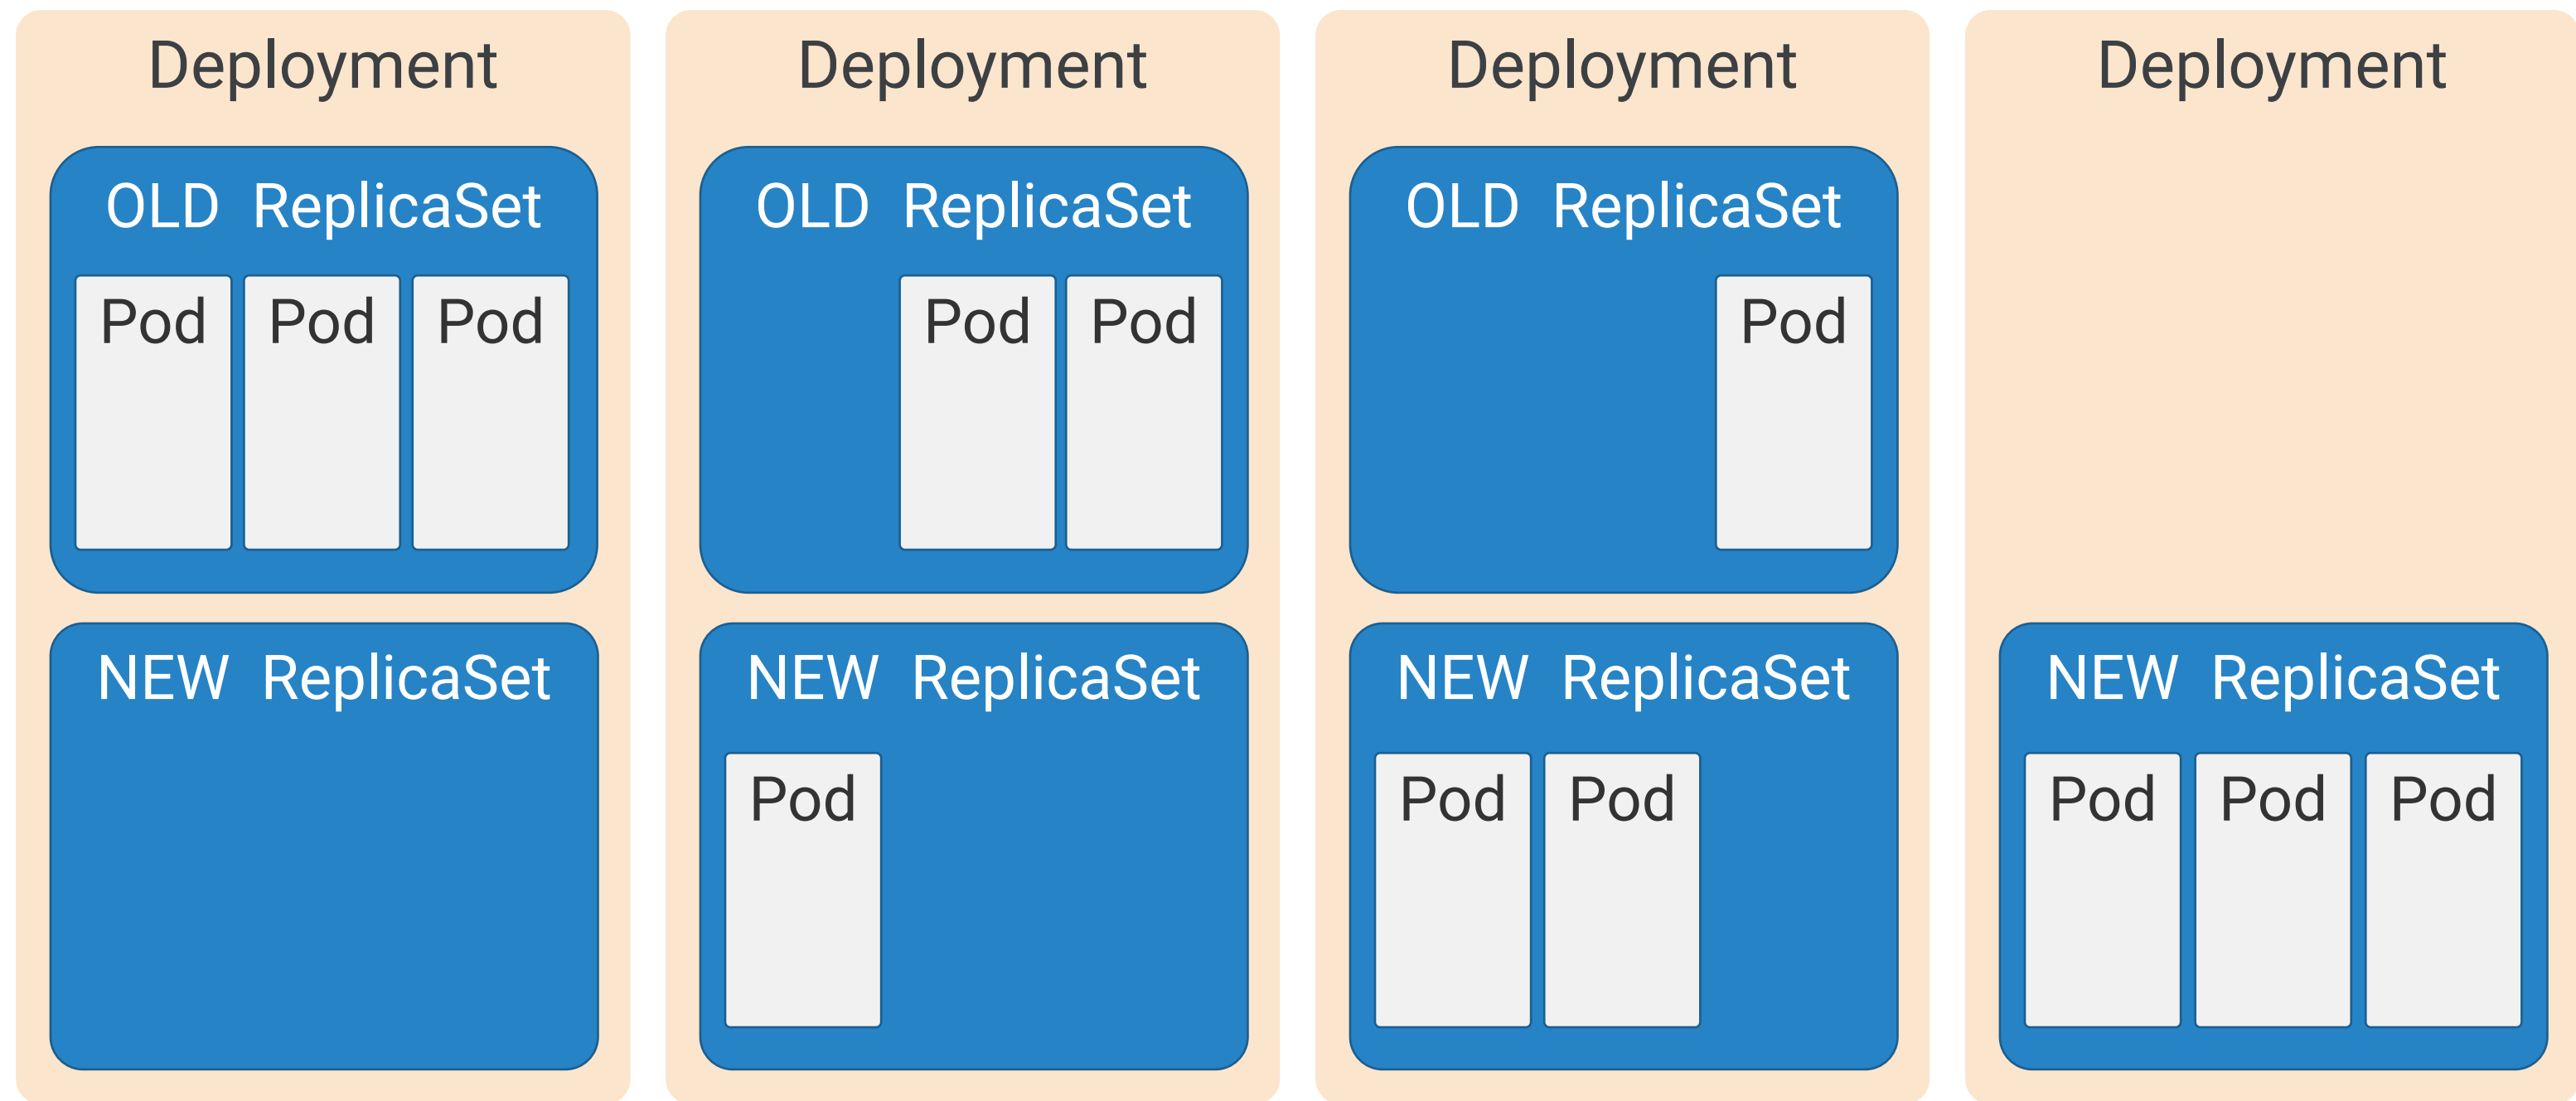 Deployment
OLD ReplicaSet
Pod Pod Pod
NEW ReplicaSet
Deployment
OLD ReplicaSet
Pod Pod
NEW ReplicaSet
Pod
Deployment
OLD ReplicaSet
Pod
NEW ReplicaSet
Pod Pod
Deployment
NEW ReplicaSet
Pod Pod Pod